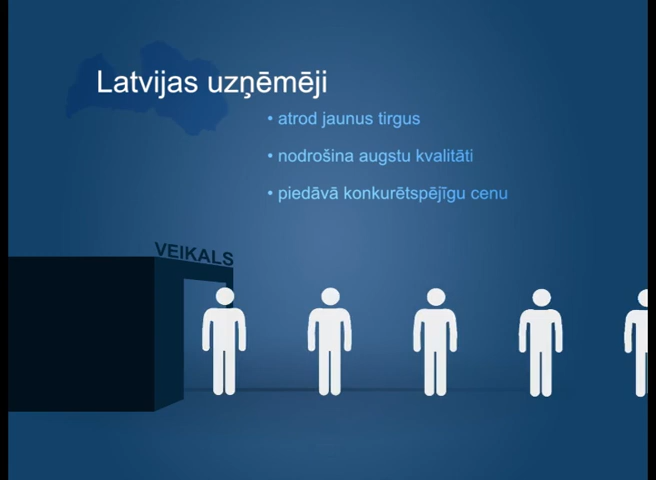 Latvijas uzņēmēji
• atrod jaunus tirgus
• nodrošina augstu kvalitāti
• piedāvā konkurētspējīgu cenu
VEIKALS